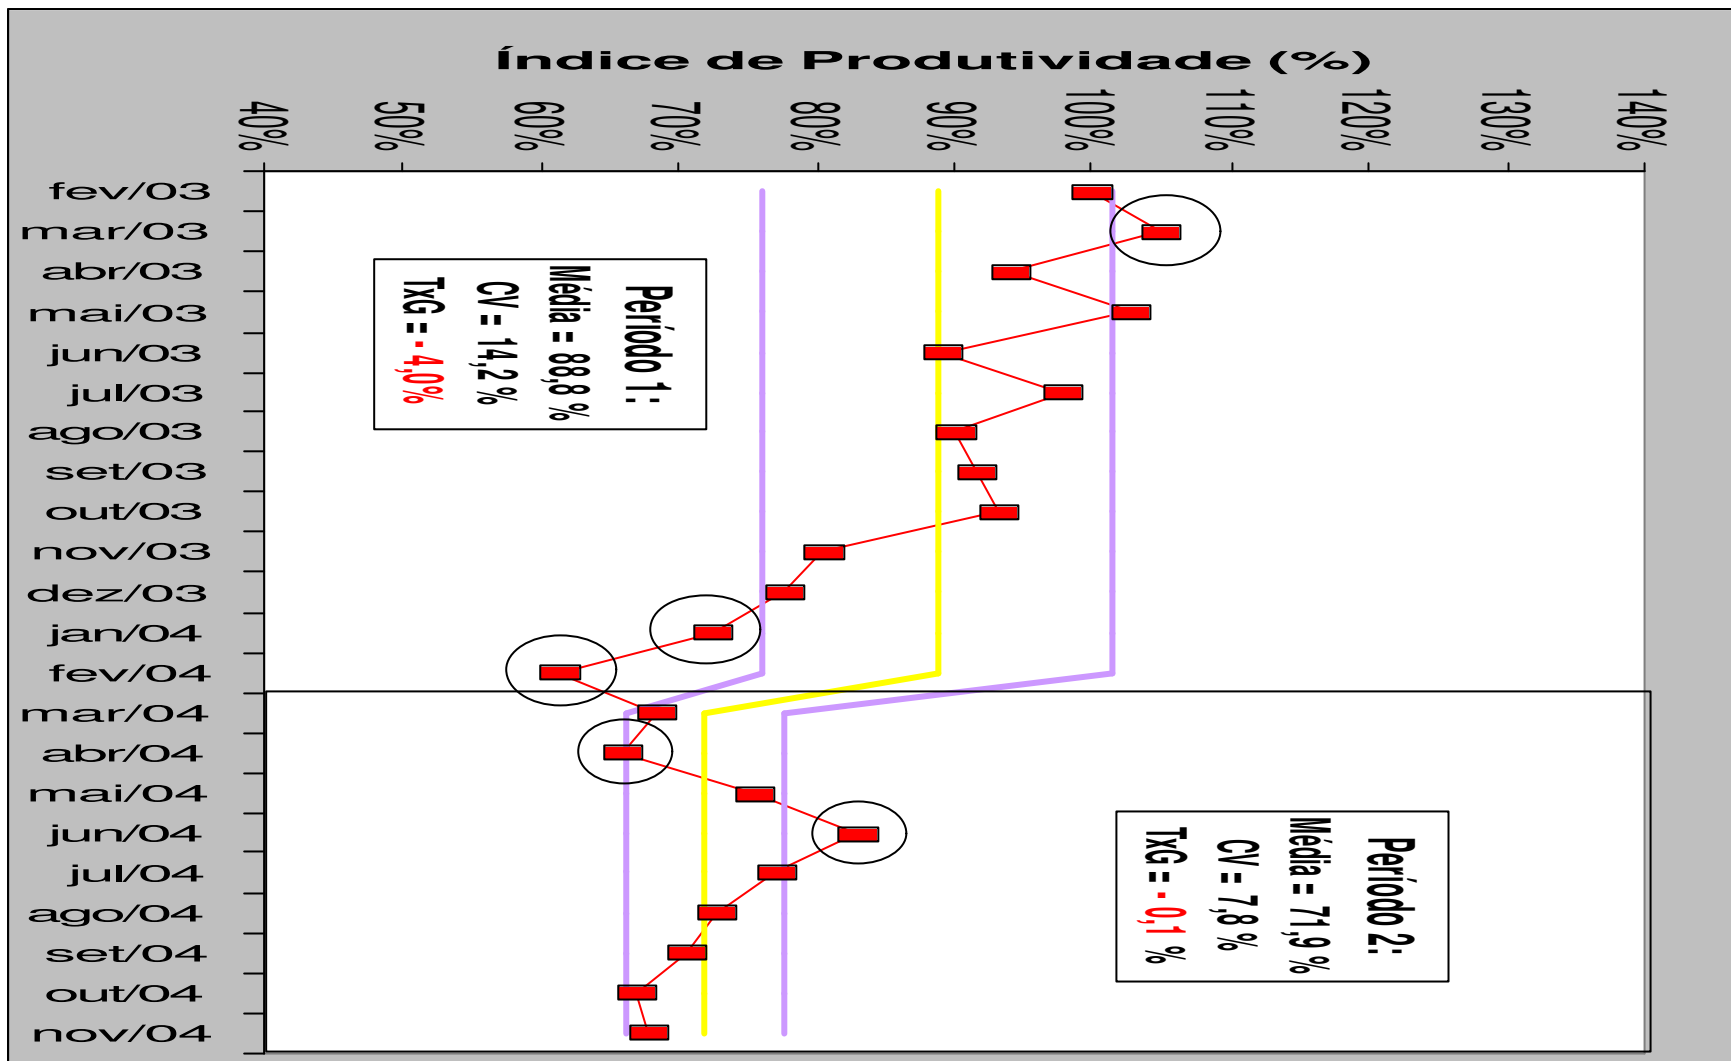 Índice de Produtividade (%)
40%
50%
60%
70%
80%
90%
100%
110%
120%
130%
140%
fev/03
mar/03
abr/03
mai/03
jun/03
jul/03
ago/03
set/03
out/03
nov/03
dez/03
jan/04
fev/04
mar/04
abr/04
mai/04
jun/04
jul/04
ago/04
set/04
out/04
nov/04
Período 1:
Média = 88,8 %
CV = 14,2 %
TxG = - 4,0%
Período 2:
Média = 71,9 %
CV = 7,8 %
TxG = - 0,1 %